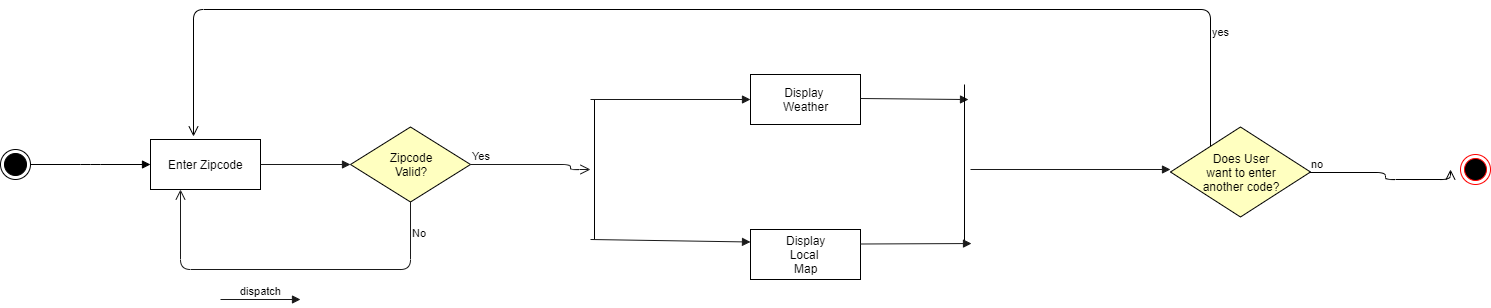 yes
Display
Weather
Enter Zipcode
Zipcode
Valid?
Yes
Does User
want to enter
another code?
no
No
Display
Local
Map
dispatch